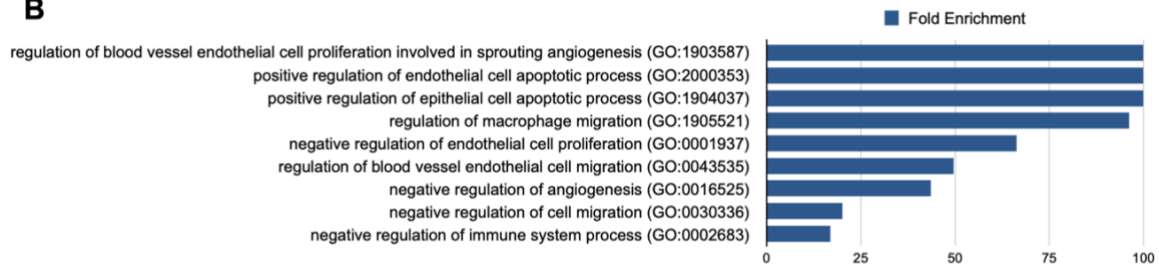 B
Fold Enrichment
regulation of blood vessel endothelial cell proliferation involved in sprouting angiogenesis (GO:1903587)
positive regulation of endothelial cell apoptotic process (GO:2000353)
positive regulation of epithelial cell apoptotic process (GO:1904037)
regulation of macrophage migration (GO:1905521)
negative regulation of endothelial cell proliferation (GO:0001937)
regulation of blood vessel endothelial cell migration (GO:0043535)
negative regulation of angiogenesis (GO:0016525)
negative regulation of cell migration (GO:0030336)
negative regulation of immune system process (GO:0002683)
0 25 50 75 100